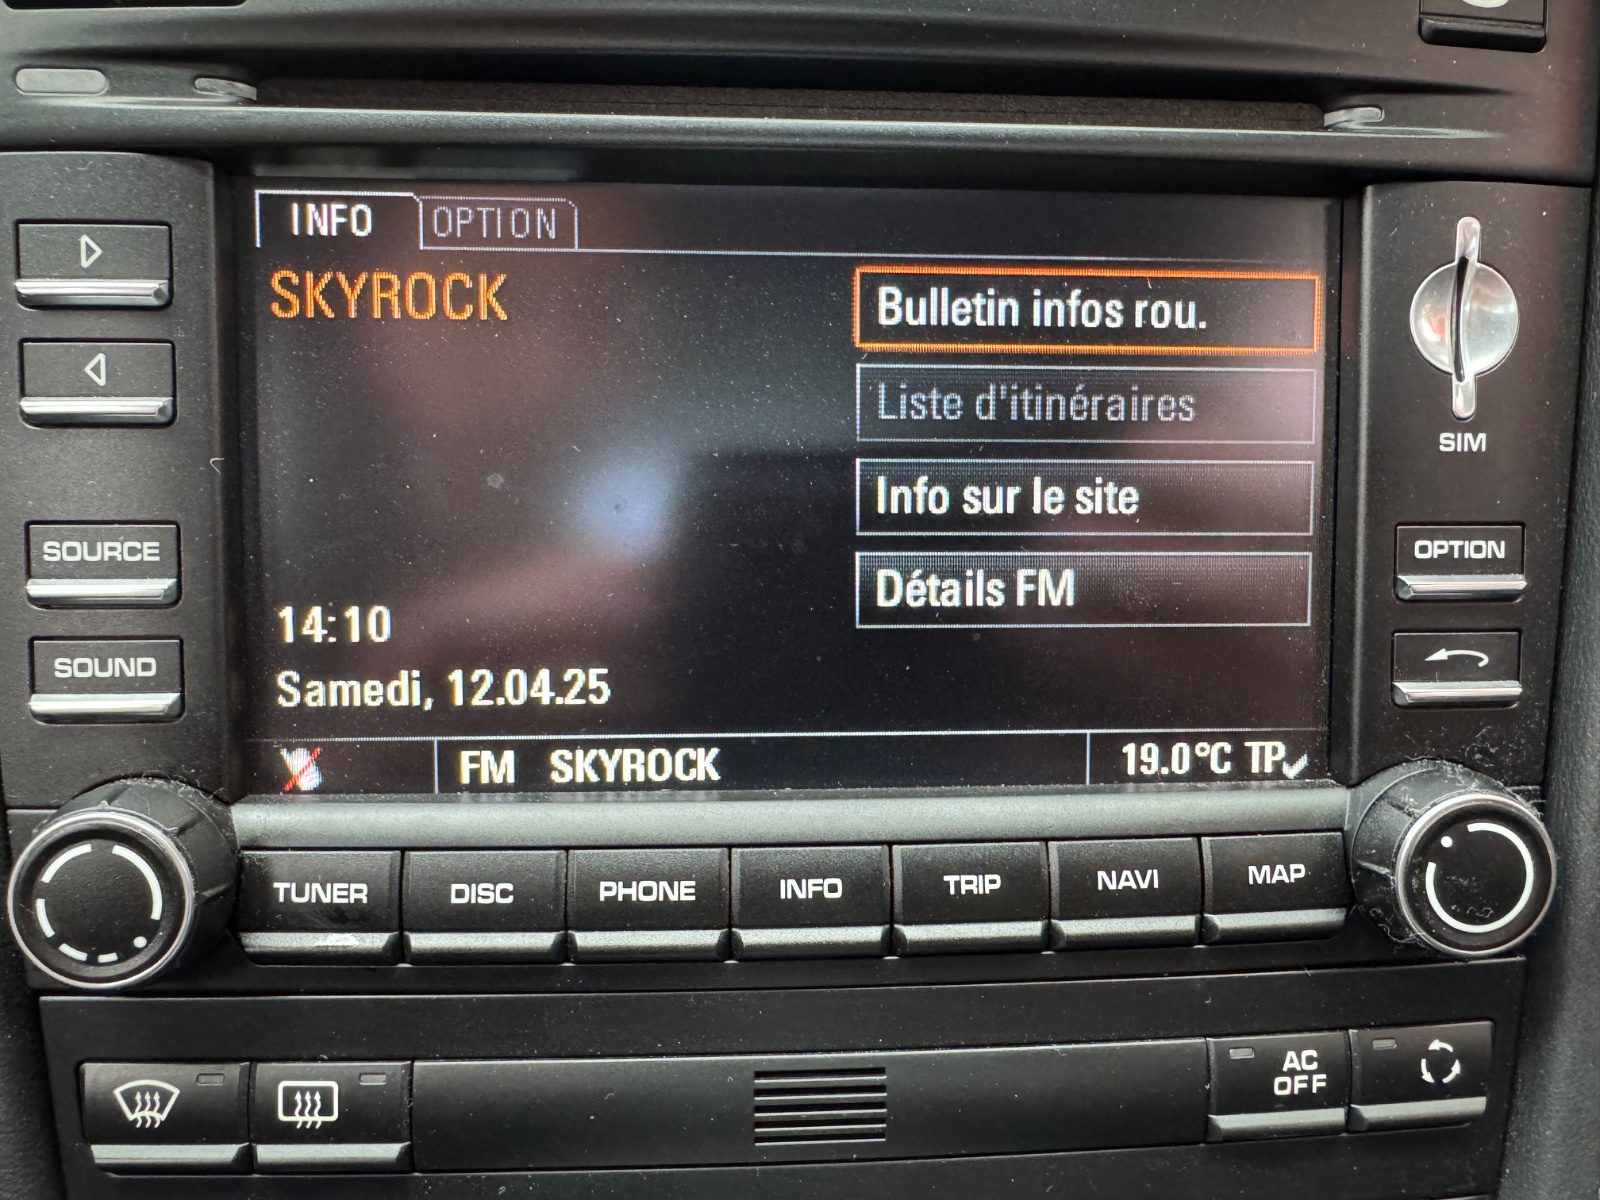 INFO OPTION
SKYROCK
Bulletin infos rou.
Liste d'itinéraires
Info sur le site
Détails FM
14:10
Samedi, 12.04.25
FM SKYROCK 19.0°C TP
SOURCE
SOUND
SIM
OPTION
TUNER DISC PHONE INFO TRIP NAVI MAP
AC
OFF